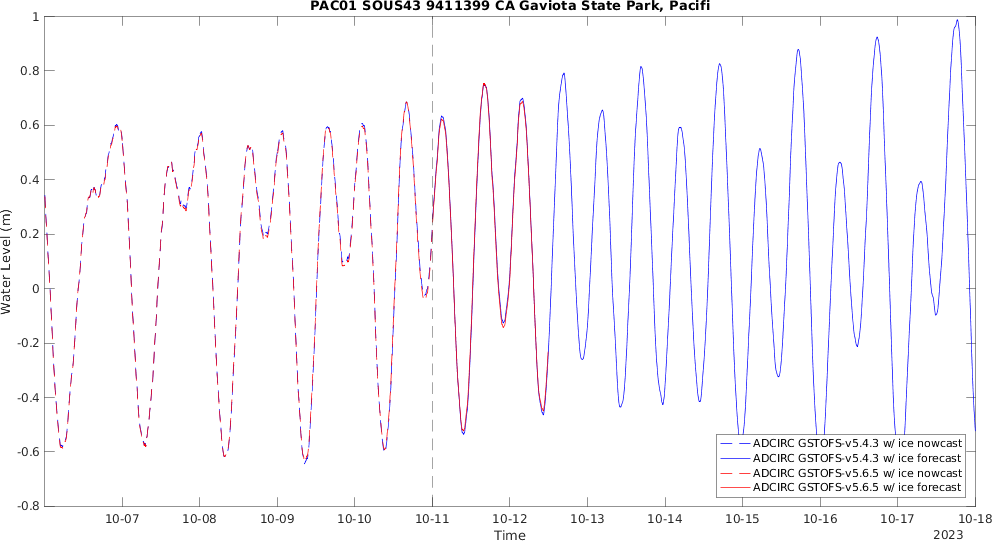 PAC01 SOUS43 9411399 CA Gaviota State Park, Pacifi
Water Level (m)
1
0.8
0.6
0.4
0.2
0
-0.2
-0.4
-0.6
-0.8
ADCIRC GSTOFS-v5.4.3 w/ ice nowcast
ADCIRC GSTOFS-v5.4.3 w/ ice forecast
ADCIRC GSTOFS-v5.6.5 w/ ice nowcast
ADCIRC GSTOFS-v5.6.5 w/ ice forecast
10-07 10-08 10-09 10-10 10-11 10-12 10-13 10-14 10-15 10-16 10-17 10-18
Time
2023